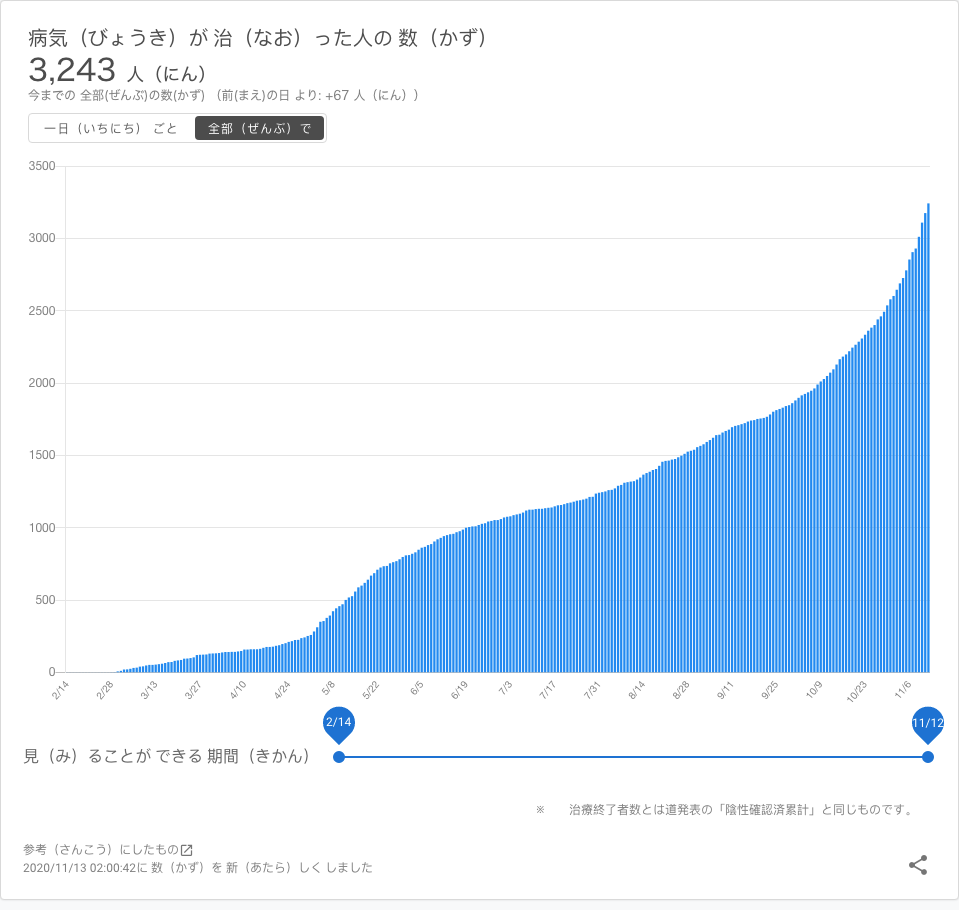 病気（びょうき）が 治（なお）った人の 数（かず）
3,243 人（にん）
今までの 全部(ぜんぶ)の数(かず) （前(まえ)の日 より: +67 人（にん））
一日（いちにち） ごと 全部（ぜんぶ）で
3500
3000
2500
2000
1500
1000
500
0
2/14 2/28 3/13 3/27 4/10 4/24 5/8 5/22 6/5 6/19 7/3 7/17 7/31 8/14 8/28 9/11 9/25 10/9 10/23 11/6
2/14 11/12
見（み）ることが できる 期間（きかん）
※ 治療終了者数とは道発表の「陰性確認済累計」と同じものです。
参考（さんこう）にしたもの
2020/11/13 02:00:42に 数（かず）を 新（あたら）しく しました